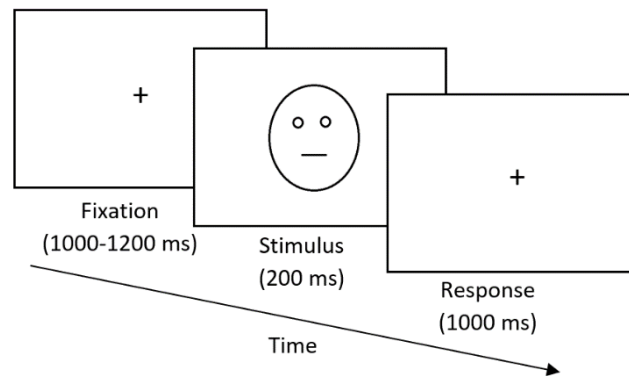 +
Fixation
(1000-1200 ms)
Stimulus
(200 ms)
+
Response
(1000 ms)
Time